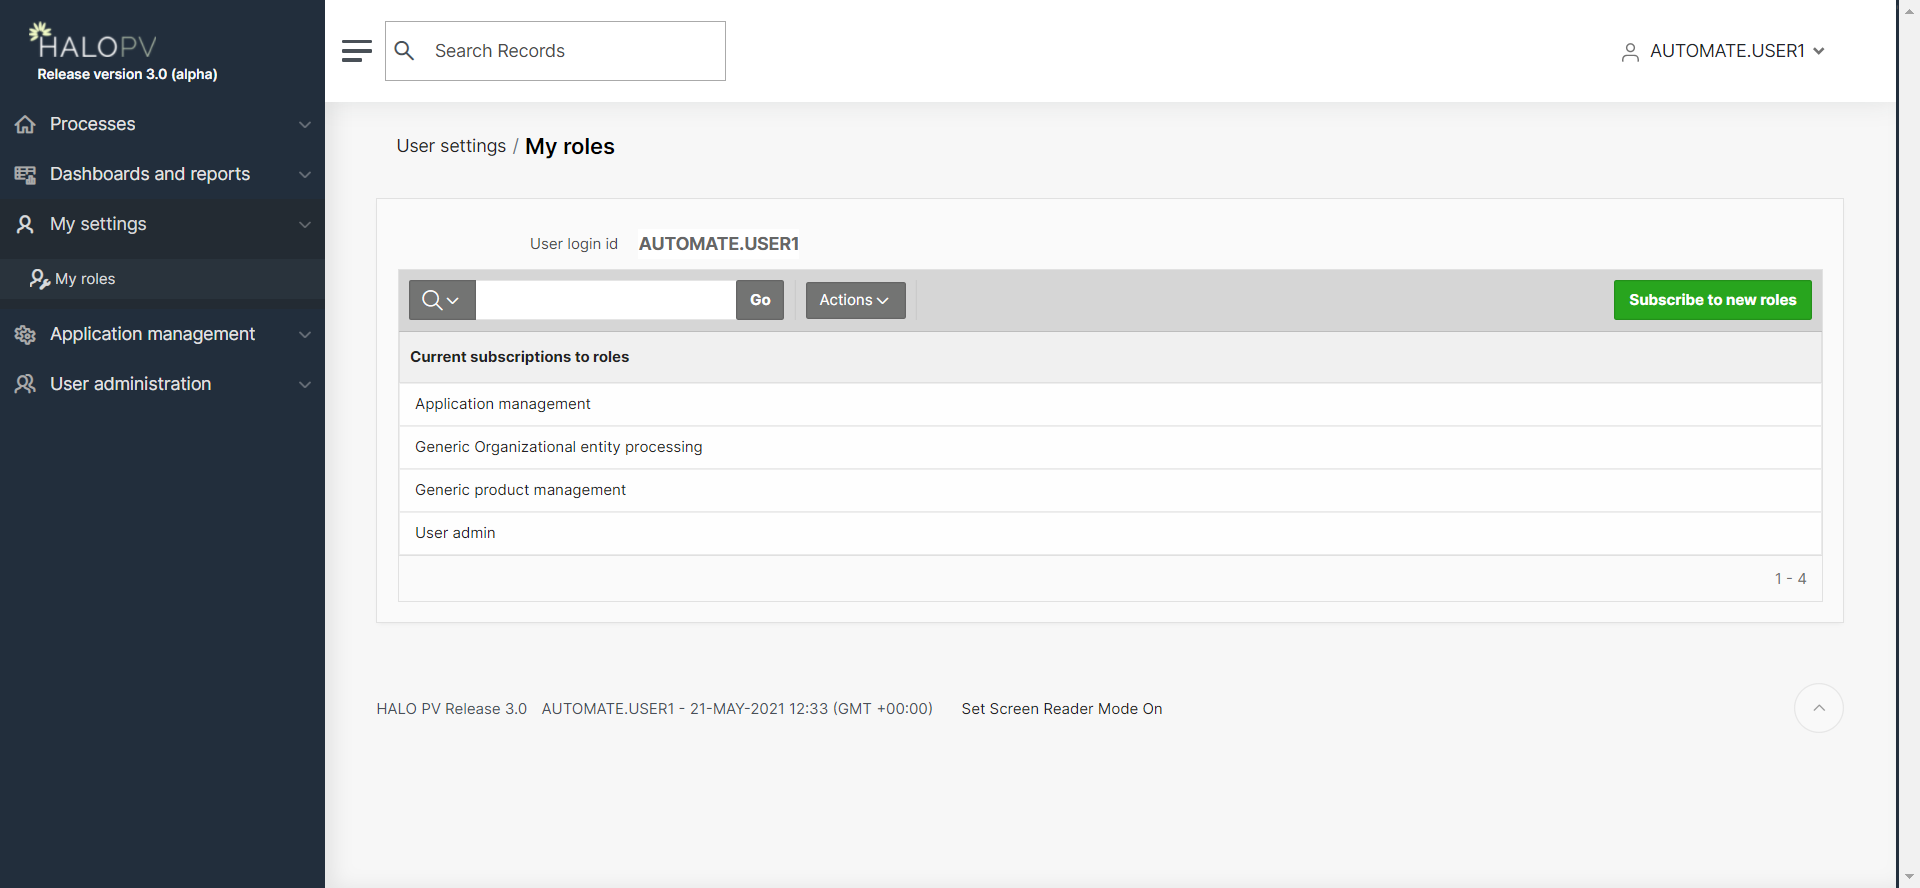 HALOPV
Release version 3.0 (alpha)
Processes
Dashboards and reports
My settings
My roles
Application management
User administration
Search Records
AUTOMATE.USER1
User settings / My roles
User login id AUTOMATE.USER1
Go
Actions
Subscribe to new roles
Current subscriptions to roles
Application management
Generic Organizational entity processing
Generic product management
User admin
1 - 4
HALO PV Release 3.0 AUTOMATE.USER1 - 21-MAY-2021 12:33 (GMT +00:00) Set Screen Reader Mode On